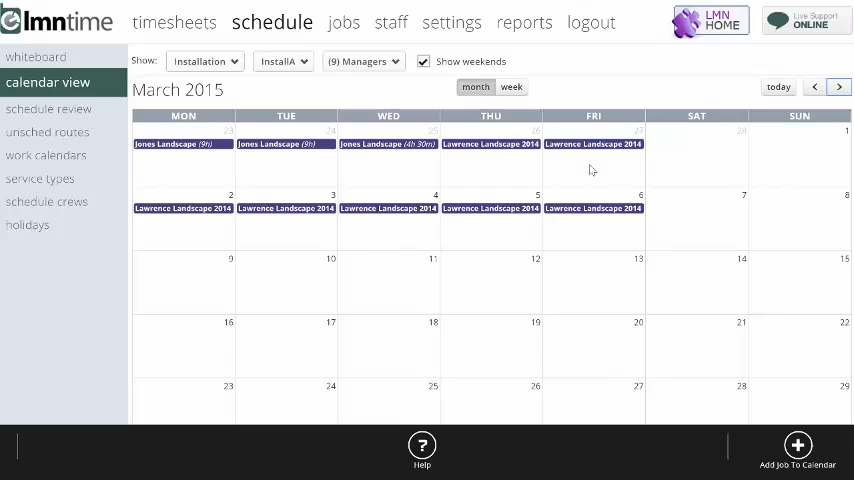 lmntime timesheets schedule jobs staff settings reports logout LMN HOME Live Support ONLINE
whiteboard
calendar view
schedule review
unsched routes
work calendars
service types
schedule crews
holidays
Show: Installation InstallA (9) Managers Show weekends
March 2015 month week today
MON TUE WED THU FRI SAT SUN
23 24 25 26 27 28 1
Jones Landscape (9h) Jones Landscape (9h) Jones Landscape (4h 30m) Lawrence Landscape 2014 Lawrence Landscape 2014
2 3 4 5 6 7 8
Lawrence Landscape 2014 Lawrence Landscape 2014 Lawrence Landscape 2014 Lawrence Landscape 2014 Lawrence Landscape 2014
9 10 11 12 13 14 15
16 17 18 19 20 21 22
23 24 25 26 27 28 29
? Help
Add Job To Calendar